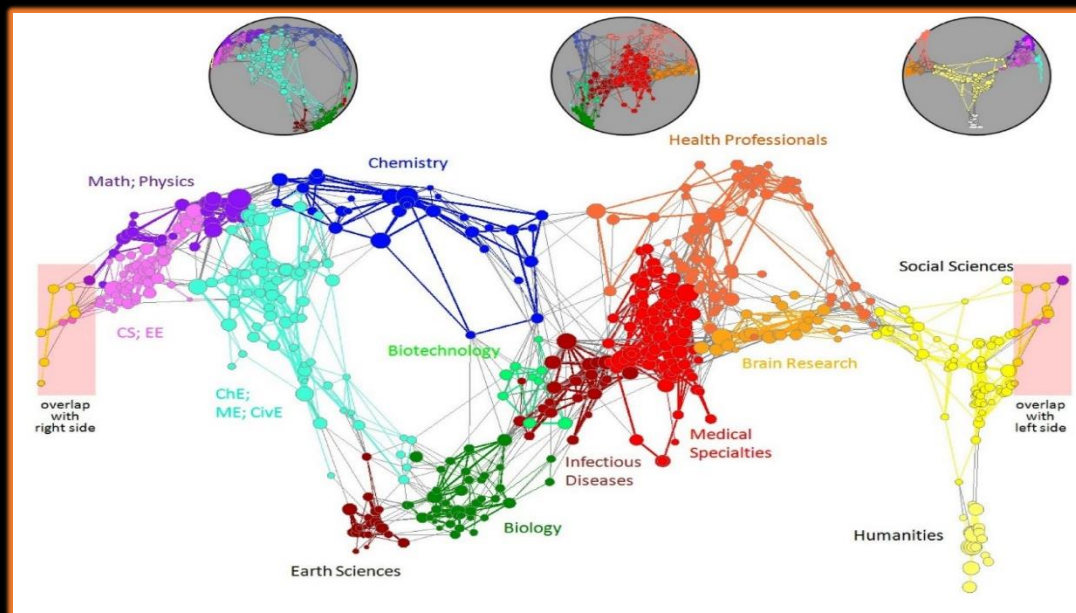 Health Professionals
Chemistry
Math; Physics
Social Sciences
CS; EE
Biotechnology
Brain Research
ChE;
ME; CivE
overlap
with
right side
overlap
with
left side
Medical
Specialties
Infectious
Diseases
Biology
Humanities
Earth Sciences